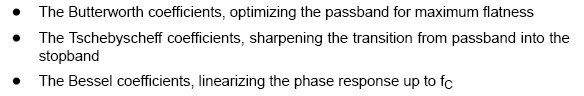 ● The Butterworth coefficients, optimizing the passband for maximum flatness
● The Tschebyscheff coefficients, sharpening the transition from passband into the
stopband
● The Bessel coefficients, linearizing the phase response up to fC